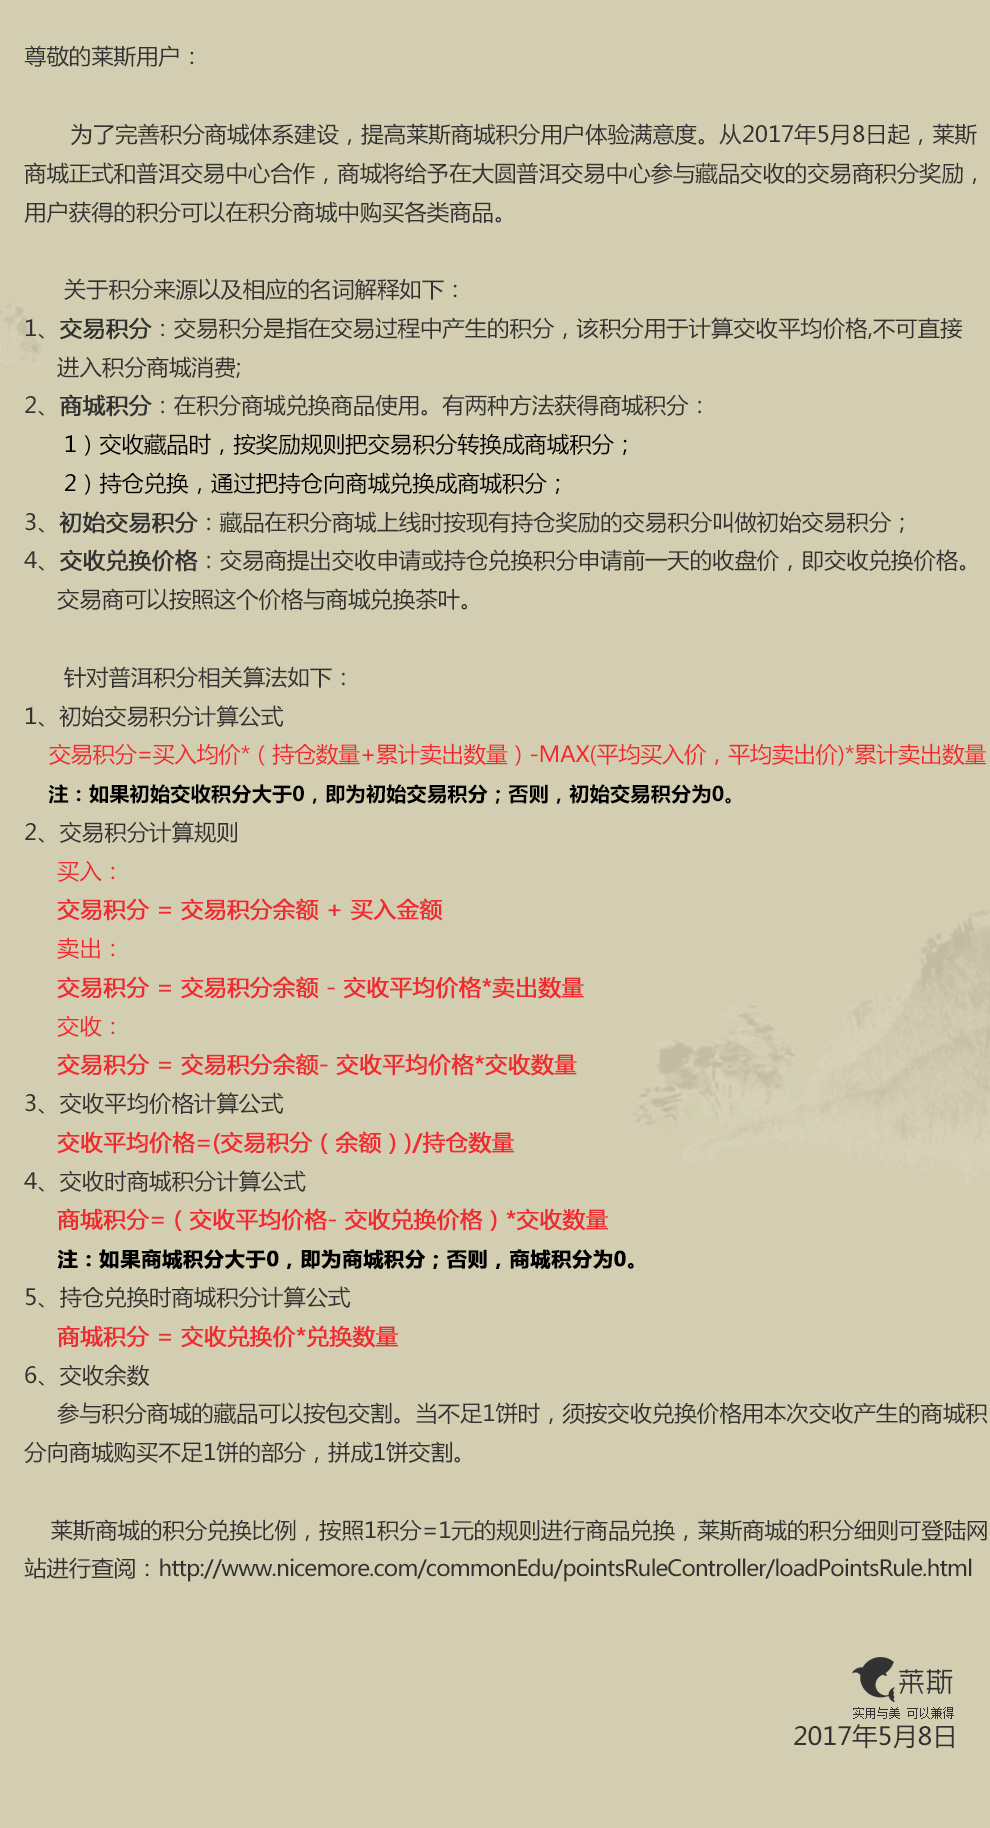 尊敬的莱斯用户：
为了完善积分商城体系建设，提高莱斯商城积分用户体验满意度。从2017年5月8日起，莱斯
商城正式和普洱交易中心合作，商城将给予在大圆普洱交易中心参与藏品交收的交易商积分奖励，
用户获得的积分可以在积分商城中购买各类商品。
关于积分来源以及相应的名词解释如下：
1、交易积分：交易积分是指在交易过程中产生的积分，该积分用于计算交收平均价格,不可直接
进入积分商城消费;
2、商城积分：在积分商城兑换商品使用。有两种方法获得商城积分：
1）交收藏品时，按奖励规则把交易积分转换成商城积分；
2）持仓兑换，通过把持仓向商城兑换成商城积分；
3、初始交易积分：藏品在积分商城上线时按现有持仓奖励的交易积分叫做初始交易积分；
4、交收兑换价格：交易商提出交收申请或持仓兑换积分申请前一天的收盘价，即交收兑换价格。
交易商可以按照这个价格与商城兑换茶叶。
针对普洱积分相关算法如下：
1、初始交易积分计算公式
交易积分=买入均价*（持仓数量+累计卖出数量）-MAX(平均买入价，平均卖出价)*累计卖出数量
注：如果初始交收积分大于0，即为初始交易积分；否则，初始交易积分为0。
2、交易积分计算规则
买入：
交易积分 = 交易积分余额 + 买入金额
卖出：
交易积分 = 交易积分余额 - 交收平均价格*卖出数量
交收：
交易积分 = 交易积分余额- 交收平均价格*交收数量
3、交收平均价格计算公式
交收平均价格=(交易积分（余额）)/持仓数量
4、交收时商城积分计算公式
商城积分=（交收平均价格- 交收兑换价格）*交收数量
注：如果商城积分大于0，即为商城积分；否则，商城积分为0。
5、持仓兑换时商城积分计算公式
商城积分 = 交收兑换价*兑换数量
6、交收余数
参与积分商城的藏品可以按包交割。当不足1饼时，须按交收兑换价格用本次交收产生的商城积
分向商城购买不足1饼的部分，拼成1饼交割。
莱斯商城的积分兑换比例，按照1积分=1元的规则进行商品兑换，莱斯商城的积分细则可登陆网
站进行查阅：http://www.nicemore.com/commonEdu/pointsRuleController/loadPointsRule.html
莱斯
实用与美 可以兼得
2017年5月8日